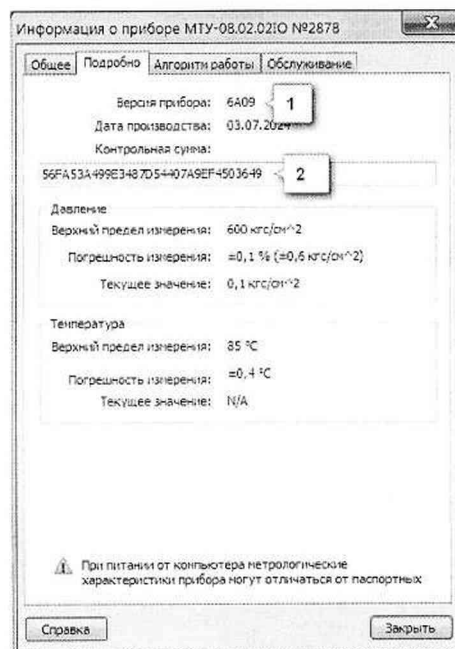 Информация о приборе МТУ-08.02.02IO №2878
Общее Подробно Алгоритм работы Обслуживание
Версия прибора: 6A09 1
Дата производства: 03.07.2024
Контрольная сумма:
56FA53A499E3487D54407A9EF4503649 2
Давление
Верхний предел измерения: 600 кгс/см^2
Погрешность измерения: ±0,1 % (±0,6 кгс/см^2)
Текущее значение: 0,1 кгс/см^2
Температура
Верхний предел измерения: 85 °C
Погрешность измерения: ±0,4 °C
Текущее значение: N/A
При питании от компьютера метрологические
характеристики прибора могут отличаться от паспортных
Справка Закрыть